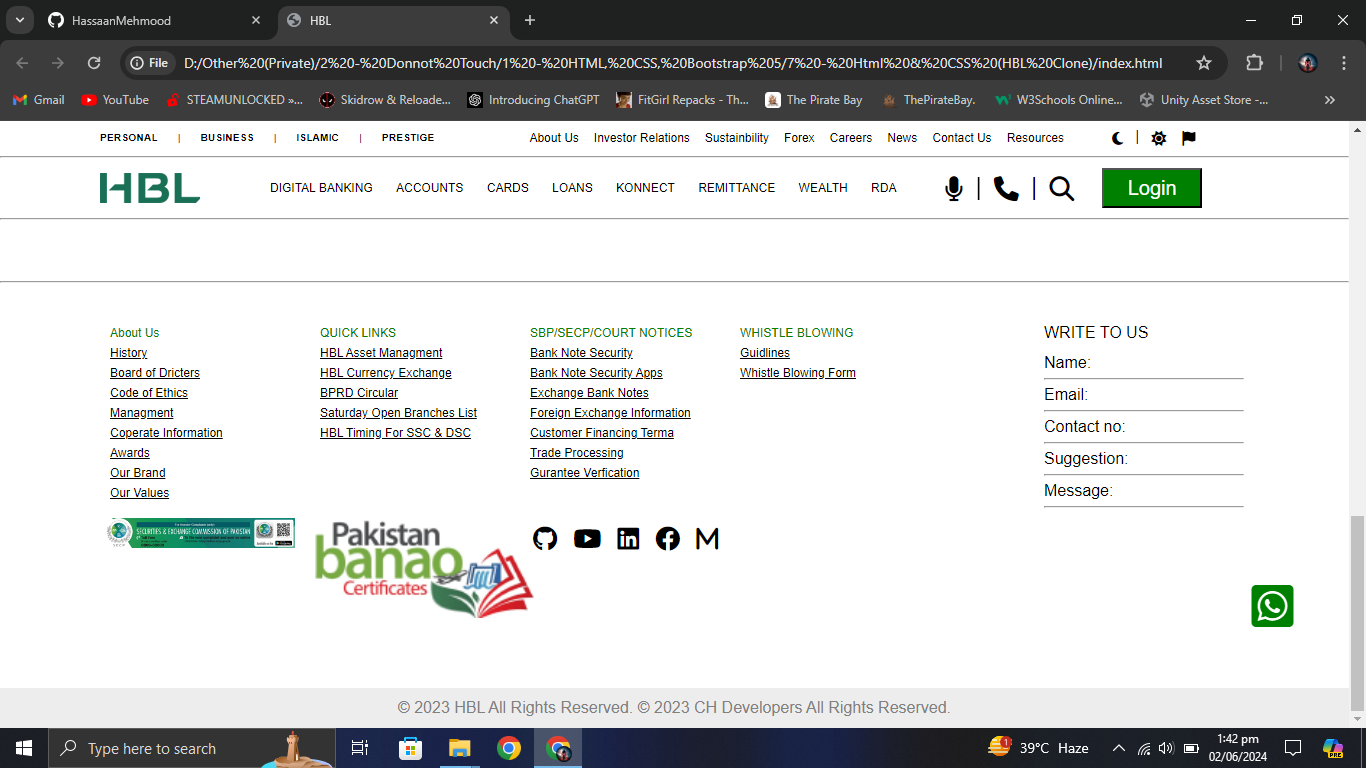 HassaanMehmood
HBL
File
D:/Other%20(Private)/2%20-%20Donnot%20Touch/1%20-%20HTML,%20CSS,%20Bootstrap%205/7%20-%20Html%20&%20CSS%20(HBL%20Clone)/index.html
Gmail
YouTube
STEAMUNLOCKED »...
Skidrow & Reloade...
Introducing ChatGPT
FitGirl Repacks - Th...
The Pirate Bay
ThePirateBay.
W3Schools Online...
Unity Asset Store -...
»
PERSONAL | BUSINESS | ISLAMIC | PRESTIGE
About Us Investor Relations Sustainbility Forex Careers News Contact Us Resources |
HBL
DIGITAL BANKING ACCOUNTS CARDS LOANS KONNECT REMITTANCE WEALTH RDA | |
Login
About Us
History
Board of Dricters
Code of Ethics
Managment
Coperate Information
Awards
Our Brand
Our Values
QUICK LINKS
HBL Asset Managment
HBL Currency Exchange
BPRD Circular
Saturday Open Branches List
HBL Timing For SSC & DSC
SBP/SECP/COURT NOTICES
Bank Note Security
Bank Note Security Apps
Exchange Bank Notes
Foreign Exchange Information
Customer Financing Terma
Trade Processing
Gurantee Verfication
WHISTLE BLOWING
Guidlines
Whistle Blowing Form
WRITE TO US
Name:
Email:
Contact no:
Suggestion:
Message:
SECURITIES & EXCHANGE COMMISSION OF PAKISTAN
Pakistan
banao
Certificates
© 2023 HBL All Rights Reserved. © 2023 CH Developers All Rights Reserved.
Type here to search
1
39°C Haze
1:42 pm
02/06/2024
PRE